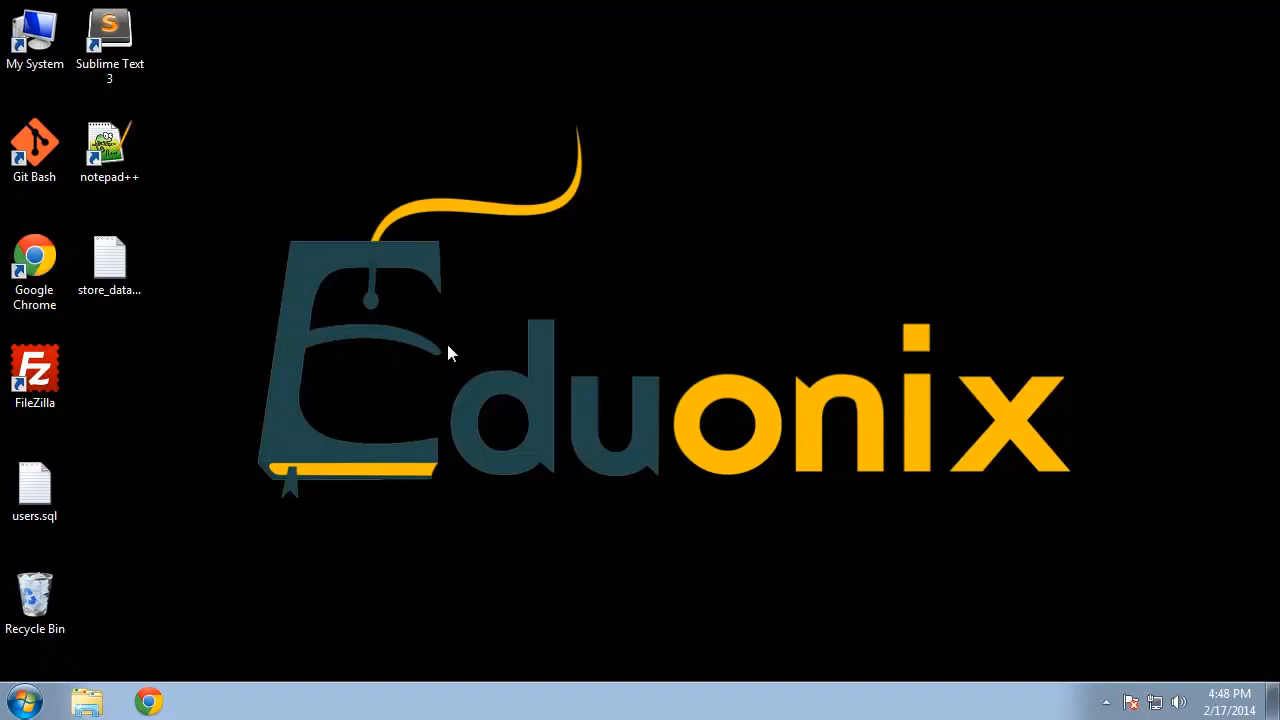 My System
Sublime Text
3
Git Bash
notepad++
Google
Chrome
store_data...
FileZilla
users.sql
Recycle Bin
Eduonix
4:48 PM
2/17/2014